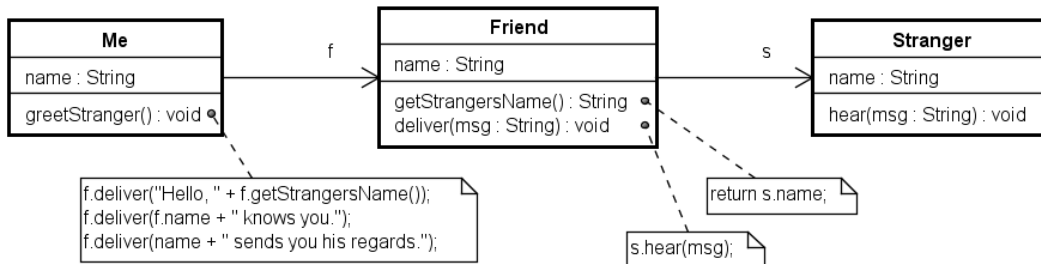 Me
name : String
greetStranger() : void
f
Friend
name : String
getStrangersName() : String
deliver(msg : String) : void
s
Stranger
name : String
hear(msg : String) : void
f.deliver("Hello, " + f.getStrangersName());
f.deliver(f.name + " knows you.");
f.deliver(name + " sends you his regards.");
return s.name;
s.hear(msg);